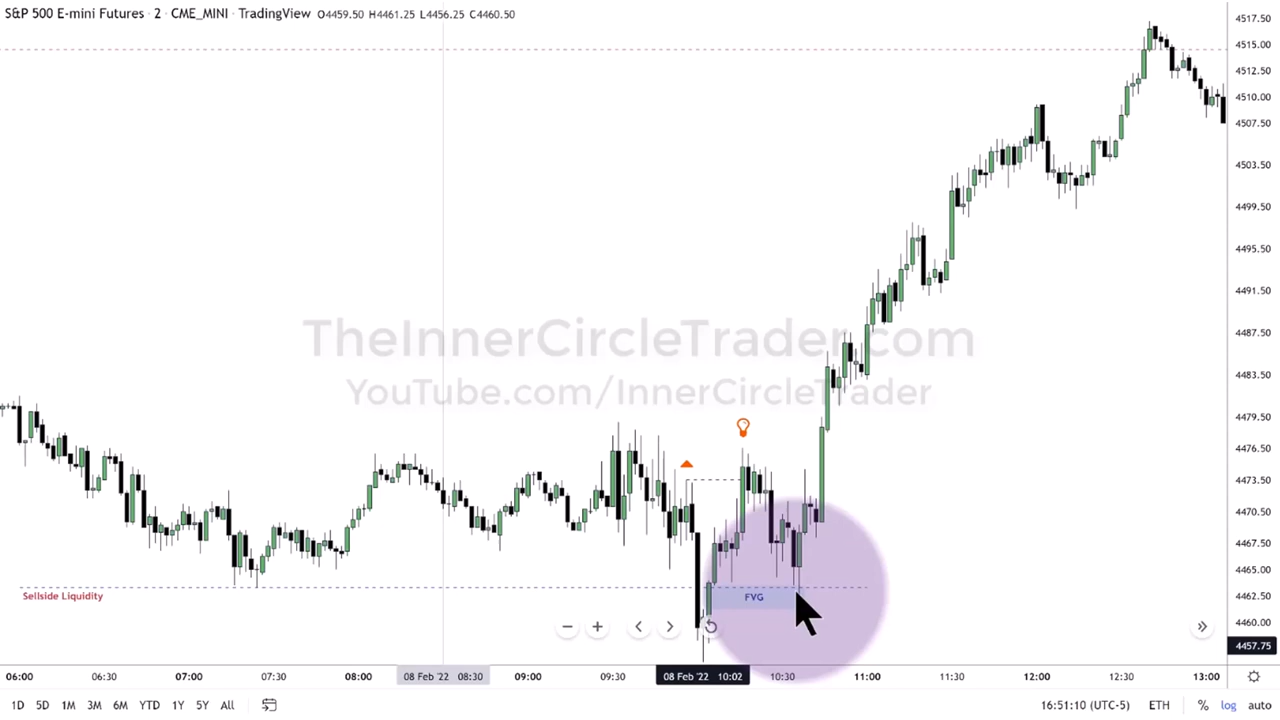 S&P 500 E-mini Futures · 2 · CME_MINI · TradingView O4459.50 H4461.25 L4456.25 C4460.50
4517.50
4515.00
4512.50
4510.00
4507.50
4503.50
4499.50
4495.50
4491.50
TheInnerCircleTrader.com
4487.50
YouTube.com/InnerCircleTrader
4483.50
4479.50
4476.50
4473.50
4470.50
4467.50
4465.00
Sellside Liquidity
FVG
4462.50
4460.00
4457.75
06:00 06:30 07:00 07:30 08:00 08 Feb '22 08:30 09:00 09:30 08 Feb '22 10:02 10:30 11:00 11:30 12:00 12:30 13:00
1D 5D 1M 3M 6M YTD 1Y 5Y All 16:51:10 (UTC-5) ETH % log auto